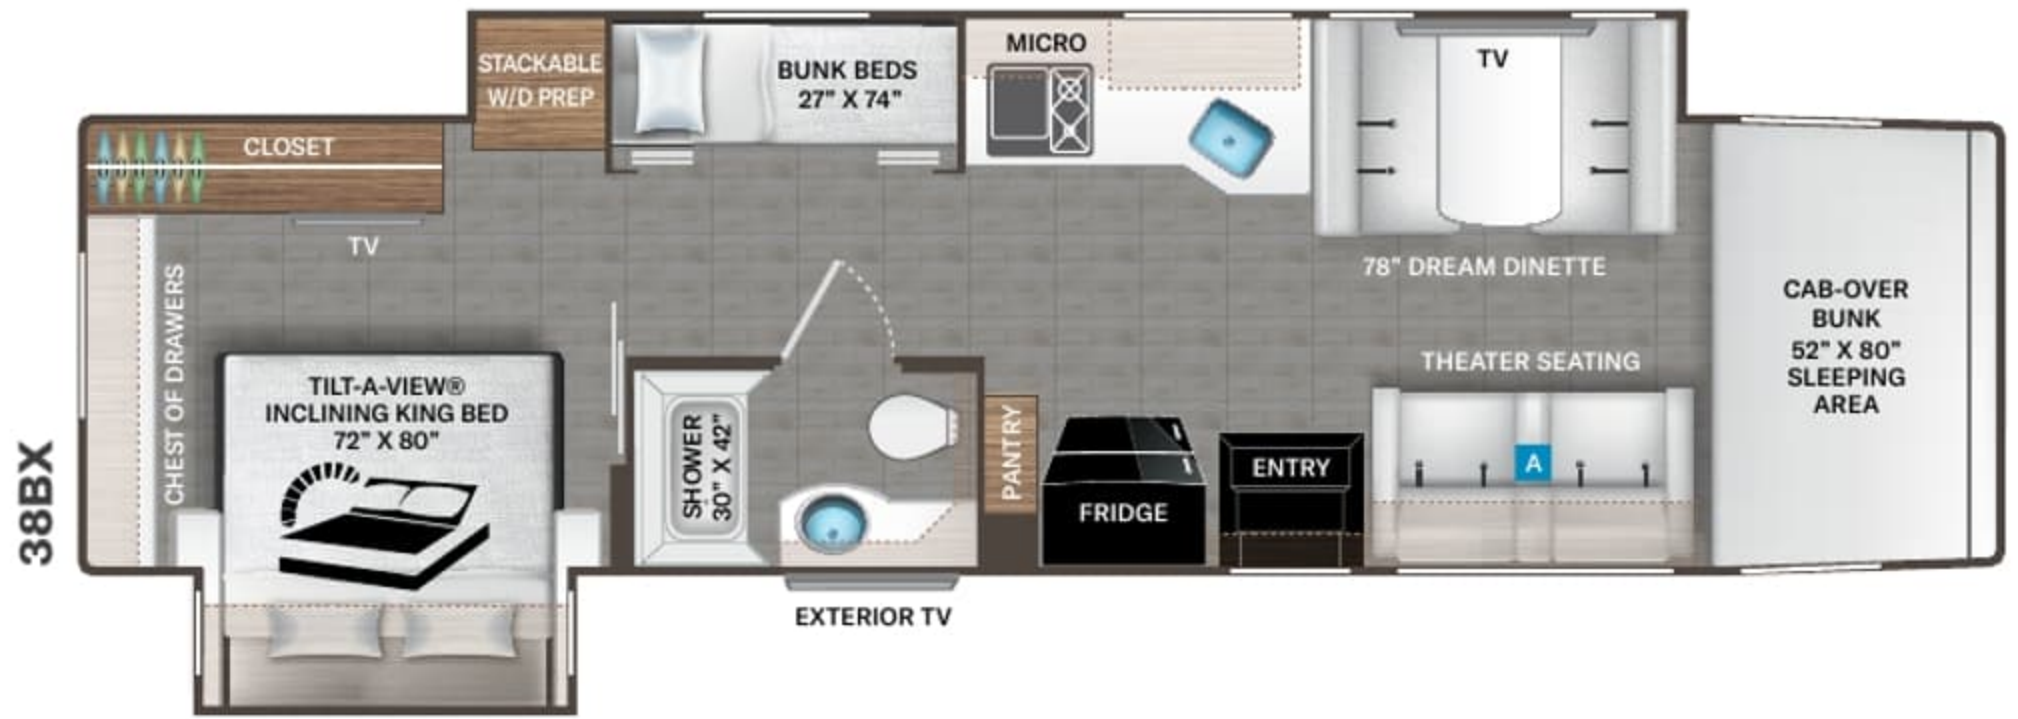 38BX
STACKABLE
W/D PREP
BUNK BEDS
27" X 74"
MICRO
TV
CLOSET
TV
CHEST OF DRAWERS
78" DREAM DINETTE
CAB-OVER
BUNK
52" X 80"
SLEEPING
AREA
THEATER SEATING
A
TILT-A-VIEW®
INCLINING KING BED
72" X 80"
SHOWER
30" X 42"
PANTRY
FRIDGE
ENTRY
EXTERIOR TV